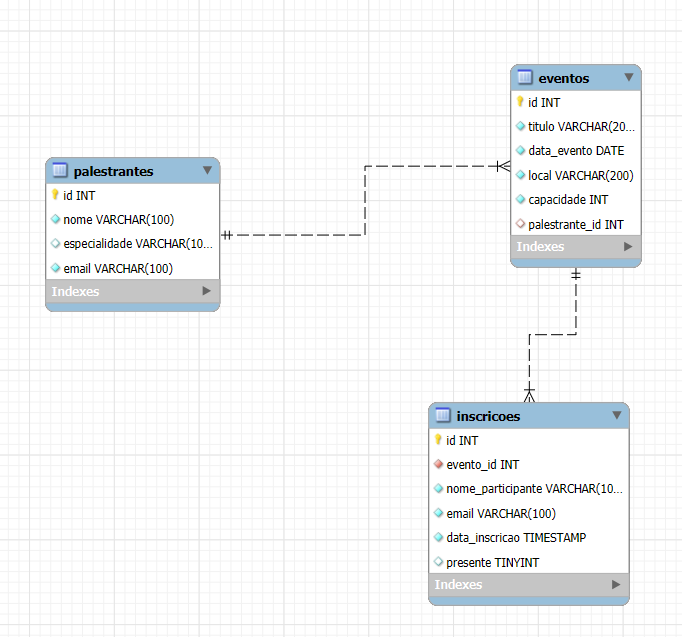 palestrantes
id INT
nome VARCHAR(100)
especialidade VARCHAR(10...
email VARCHAR(100)
Indexes
eventos
id INT
titulo VARCHAR(20...
data_evento DATE
local VARCHAR(200)
capacidade INT
palestrante_id INT
Indexes
inscricoes
id INT
evento_id INT
nome_participante VARCHAR(10...
email VARCHAR(100)
data_inscricao TIMESTAMP
presente TINYINT
Indexes